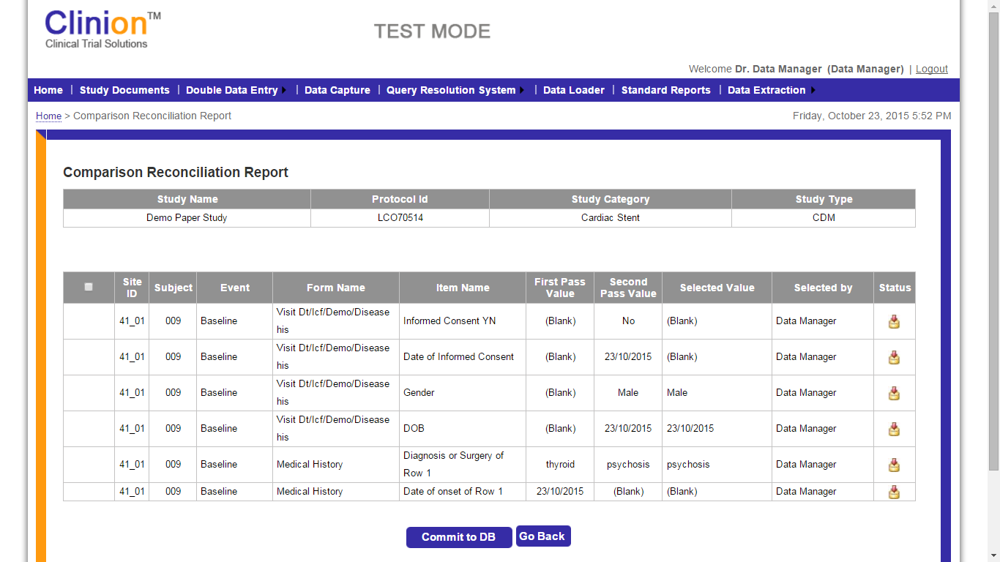 Clinion™
Clinical Trial Solutions
TEST MODE
Welcome Dr. Data Manager (Data Manager) | Logout
Home | Study Documents | Double Data Entry | Data Capture | Query Resolution System | Data Loader | Standard Reports | Data Extraction
Home > Comparison Reconciliation Report Friday, October 23, 2015 5:52 PM
Comparison Reconciliation Report
Study Name Protocol Id Study Category Study Type
Demo Paper Study LCO70514 Cardiac Stent CDM
Site ID Subject Event Form Name Item Name First Pass Value Second Pass Value Selected Value Selected by Status
41_01 009 Baseline Visit Dt/Icf/Demo/Disease his Informed Consent YN (Blank) No (Blank) Data Manager
41_01 009 Baseline Visit Dt/Icf/Demo/Disease his Date of Informed Consent (Blank) 23/10/2015 (Blank) Data Manager
41_01 009 Baseline Visit Dt/Icf/Demo/Disease his Gender (Blank) Male Male Data Manager
41_01 009 Baseline Visit Dt/Icf/Demo/Disease his DOB (Blank) 23/10/2015 23/10/2015 Data Manager
41_01 009 Baseline Medical History Diagnosis or Surgery of Row 1 thyroid psychosis psychosis Data Manager
41_01 009 Baseline Medical History Date of onset of Row 1 23/10/2015 (Blank) (Blank) Data Manager
Commit to DB Go Back